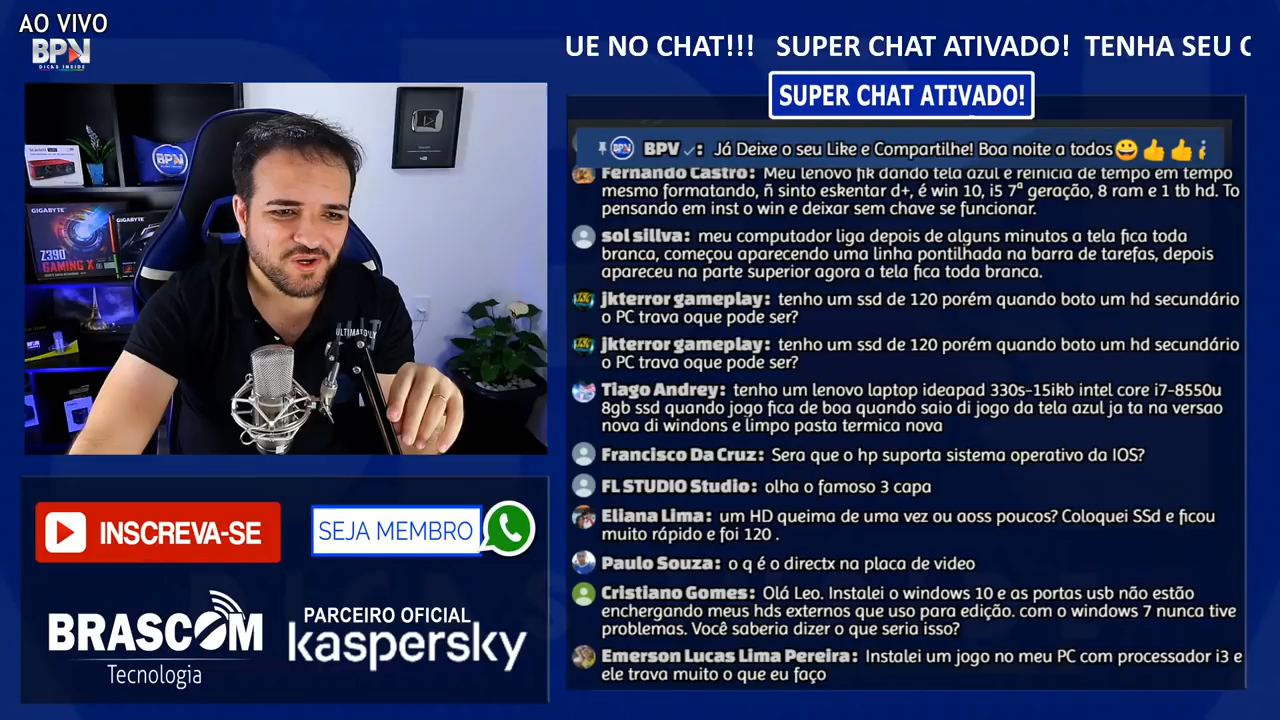 AO VIVO
BPV
DICAS INSIDE
UE NO CHAT!!! SUPER CHAT ATIVADO! TENHA SEU C
SUPER CHAT ATIVADO!
BPV : Já Deixe o seu Like e Compartilhe! Boa noite a todos😀👍👍
Fernando Castro: Meu lenovo fik dando tela azul e reinicia de tempo em tempo
mesmo formatando, ñ sinto eskentar d+, é win 10, i5 7ª geração, 8 ram e 1 tb hd. To
pensando em inst o win e deixar sem chave se funcionar.
sol sillva: meu computador liga depois de alguns minutos a tela fica toda
branca, começou aparecendo uma linha pontilhada na barra de tarefas, depois
apareceu na parte superior agora a tela fica toda branca.
jkterror gameplay: tenho um ssd de 120 porém quando boto um hd secundário
o PC trava oque pode ser?
jkterror gameplay: tenho um ssd de 120 porém quando boto um hd secundário
o PC trava oque pode ser?
Tiago Andrey: tenho um lenovo laptop ideapad 330s-15ikb intel core i7-8550u
8gb ssd quando jogo fica de boa quando saio di jogo da tela azul ja ta na versao
nova di windons e limpo pasta termica nova
Francisco Da Cruz: Sera que o hp suporta sistema operativo da IOS?
FL STUDIO Studio: olha o famoso 3 capa
Eliana Lima: um HD queima de uma vez ou aoss poucos? Coloquei SSd e ficou
muito rápido e foi 120 .
Paulo Souza: o q é o directx na placa de video
Cristiano Gomes: Olá Leo. Instalei o windows 10 e as portas usb não estão
enchergando meus hds externos que uso para edição. com o windows 7 nunca tive
problemas. Você saberia dizer o que seria isso?
Emerson Lucas Lima Pereira: Instalei um jogo no meu PC com processador i3 e
ele trava muito o que eu faço
GIGABYTE
GIGABYTE
Z390
GAMING X
BPV
INSCREVA-SE
SEJA MEMBRO
BRASCOM
Tecnologia
PARCEIRO OFICIAL
kaspersky